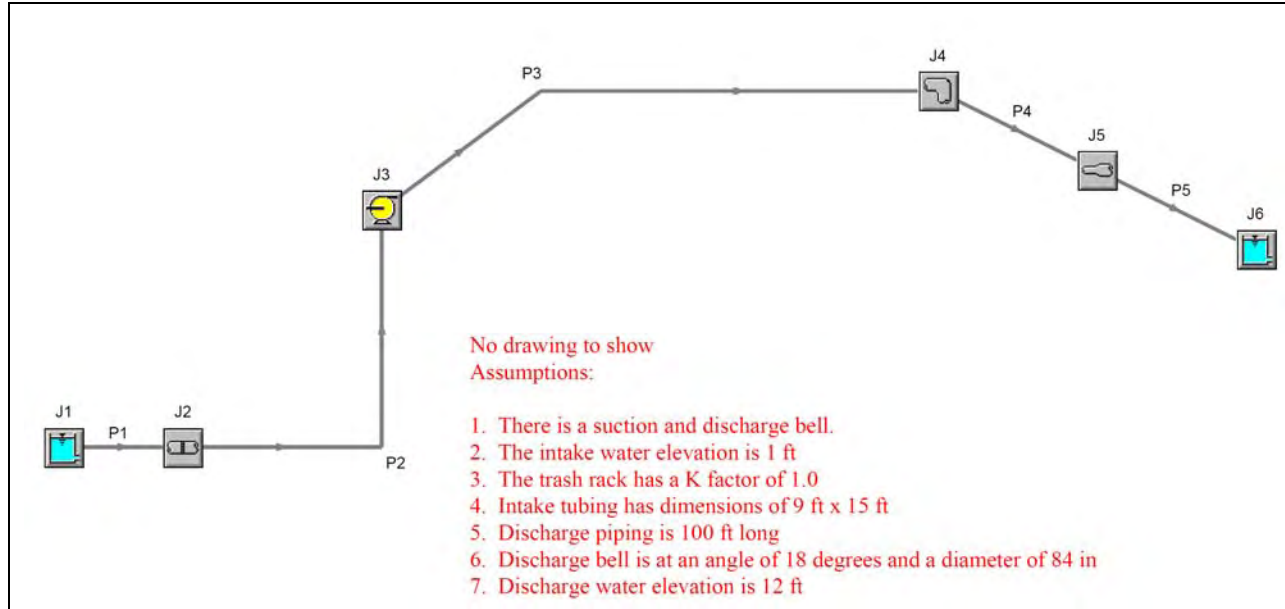 J4
P3
P4
J5
J3
P5
J6
No drawing to show
Assumptions:
J1
J2
P1
1. There is a suction and discharge bell.
P2
2. The intake water elevation is 1 ft
3. The trash rack has a K factor of 1.0
4. Intake tubing has dimensions of 9 ft x 15 ft
5. Discharge piping is 100 ft long
6. Discharge bell is at an angle of 18 degrees and a diameter of 84 in
7. Discharge water elevation is 12 ft